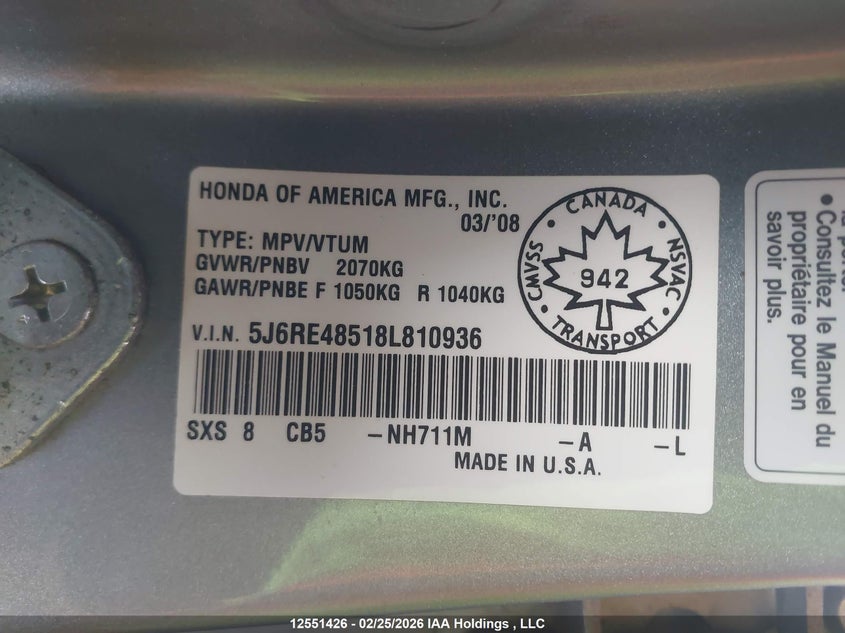 HONDA OF AMERICA MFG., INC.
03/'08
TYPE: MPV/VTUM
GVWR/PNBV 2070KG
GAWR/PNBE F 1050KG R 1040KG
V.I.N. 5J6RE48518L810936
SXS 8 CB5 -NH711M -A -L
MADE IN U.S.A.
CANADA
CMVSS 942 NSVAC
TRANSPORT
• Consultez le Manuel du
propriétaire pour en
savoir plus.
12551426 - 02/25/2026 IAA Holdings , LLC